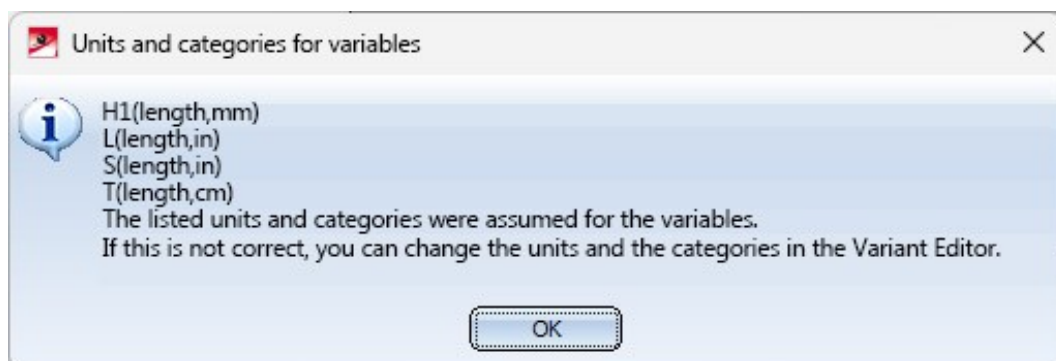 Units and categories for variables
H1(length,mm)
L(length,in)
S(length,in)
T(length,cm)
The listed units and categories were assumed for the variables.
If this is not correct, you can change the units and the categories in the Variant Editor.
OK